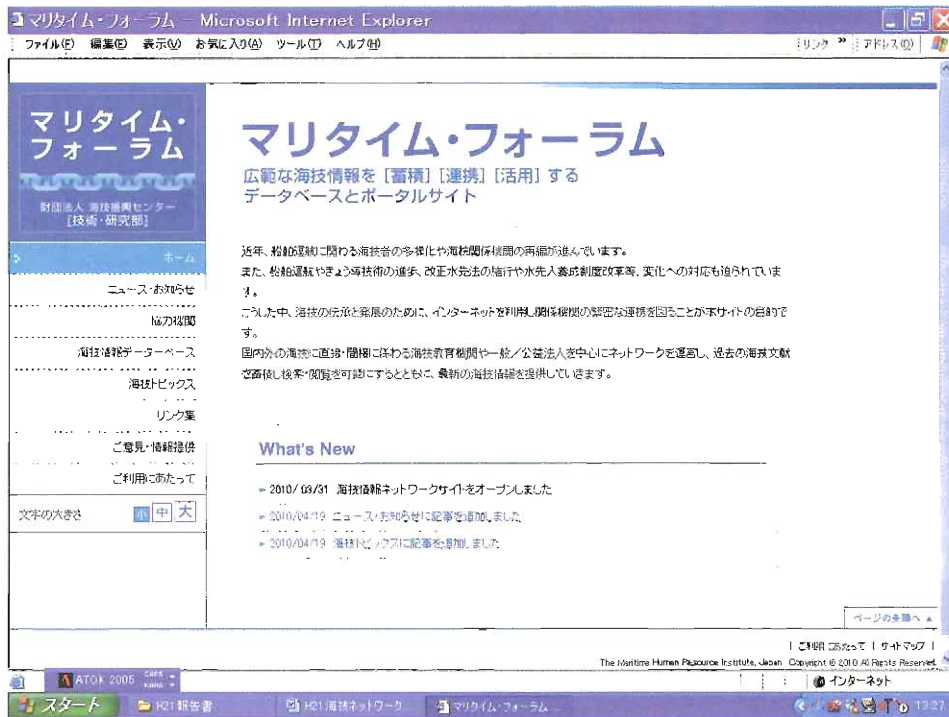 マリタイム・フォーラム - Microsoft Internet Explorer
ファイル(F) 編集(E) 表示(V) お気に入り(A) ツール(T) ヘルプ(H)
リンク » アドレス(D)
マリタイム・
フォーラム
財団法人 海技振興センター
[技術・研究部]
ホーム
ニュース・お知らせ
協力機関
海技情報データーベース
海技トピックス
リンク集
ご意見・情報提供
ご利用にあたって
文字の大きさ 小 中 大
マリタイム・フォーラム
広範な海技情報を [蓄積] [連携] [活用] する
データベースとポータルサイト
近年、船舶運航に関わる海技者の多様化や海技関係機関の再編が進んでいます。
また、船舶運航やぎょう導技術の進歩、改正水先法の施行や水先人養成制度改革等、変化への対応も迫られていま
す。
こうした中、海技の伝承と発展のために、インターネットを利用し関係機関の緊密な連携を図ることが本サイトの目的で
す。
国内外の海技に直接・間接に係わる海技教育機関や一般/公益法人を中心にネットワークを運営し、過去の海技文献
を蓄積し検索・閲覧を可能にするとともに、最新の海技情報を提供していきます。
What's New
2010/03/31 海技情報ネットワークサイトをオープンしました
2010/04/19 ニュース・お知らせに記事を追加しました
2010/04/19 海技トピックスに記事を追加しました
ページの先頭へ ▲
| ご利用にあたって | サイトマップ |
The Maritime Human Resource Institute, Japan Copyright © 2010 All Rights Reserved.
インターネット
ATOK 2005 CAPS KANA
スタート H21報告書 H21海技ネットワーク... マリタイム・フォーラム ... 13:27